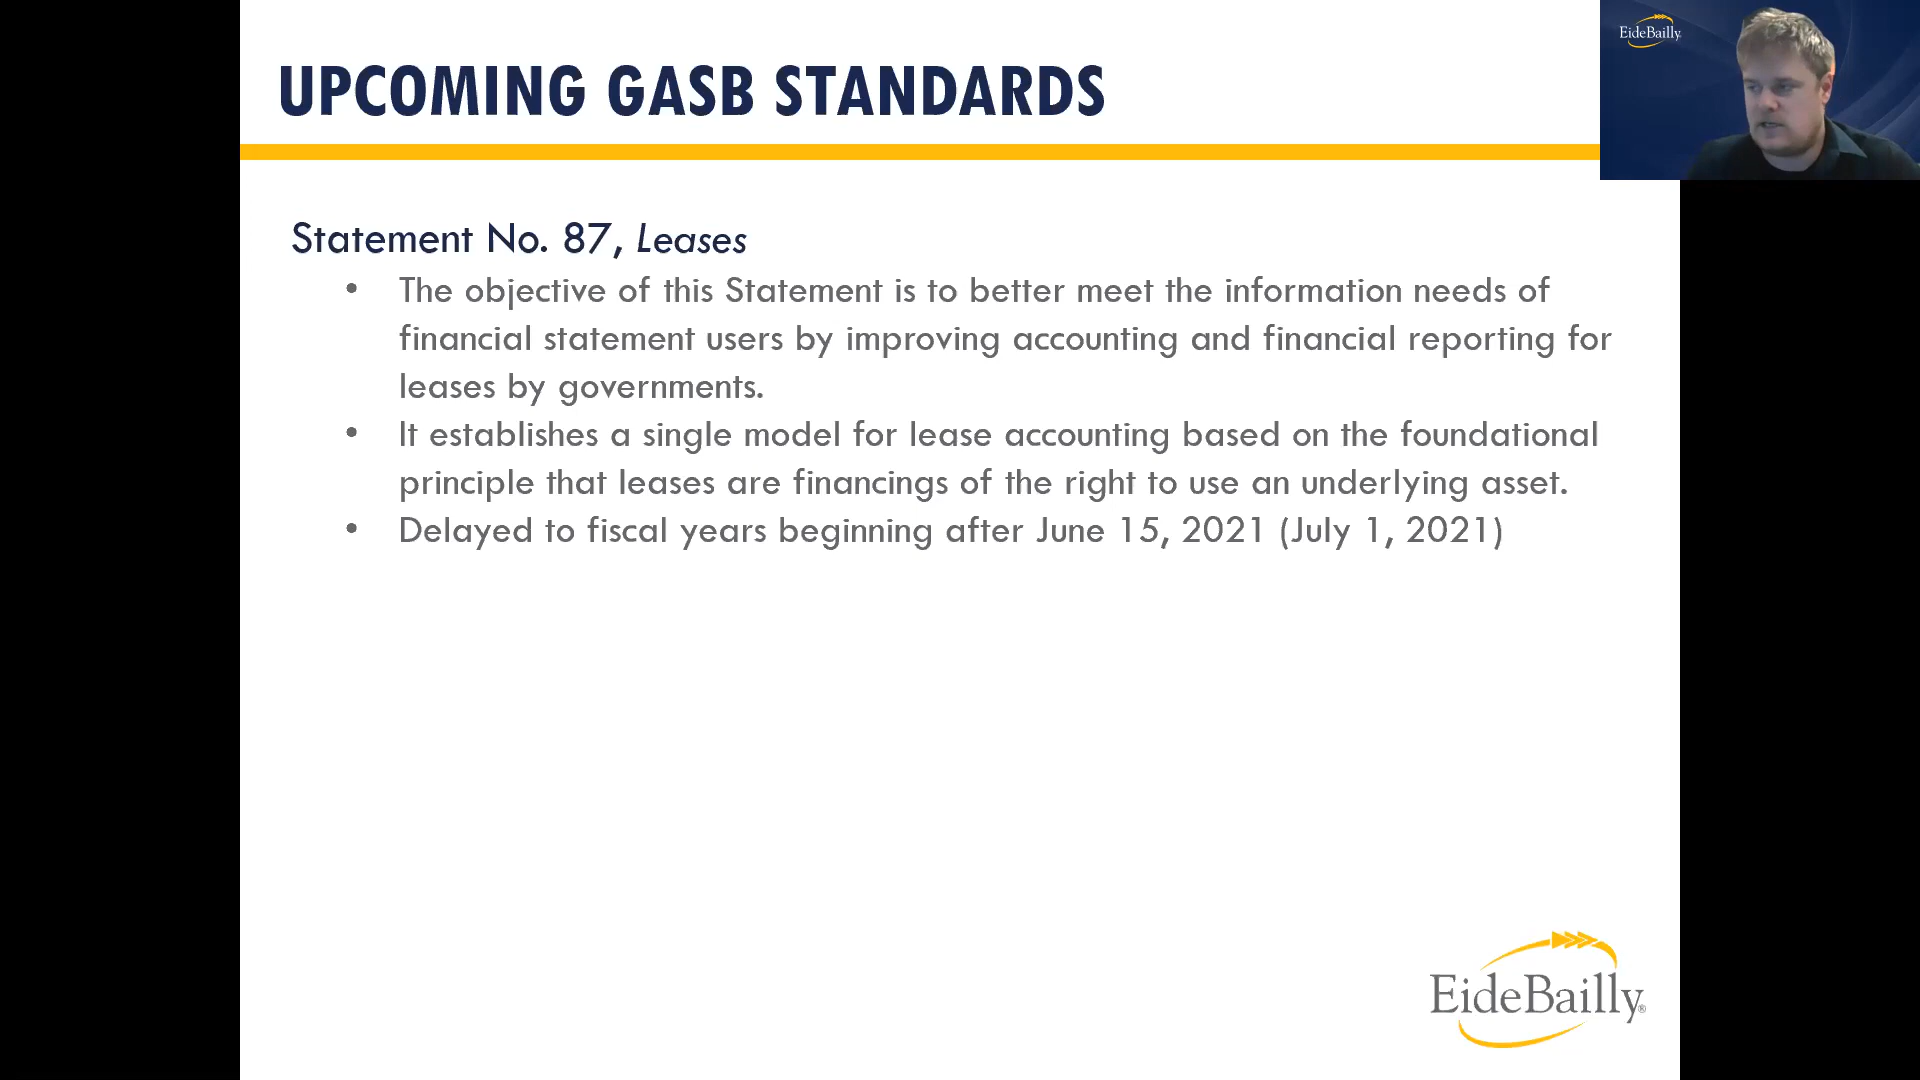 UPCOMING GASB STANDARDS
EideBailly
Statement No. 87, Leases
• The objective of this Statement is to better meet the information needs of
financial statement users by improving accounting and financial reporting for
leases by governments.
• It establishes a single model for lease accounting based on the foundational
principle that leases are financings of the right to use an underlying asset.
• Delayed to fiscal years beginning after June 15, 2021 (July 1, 2021)
EideBailly®